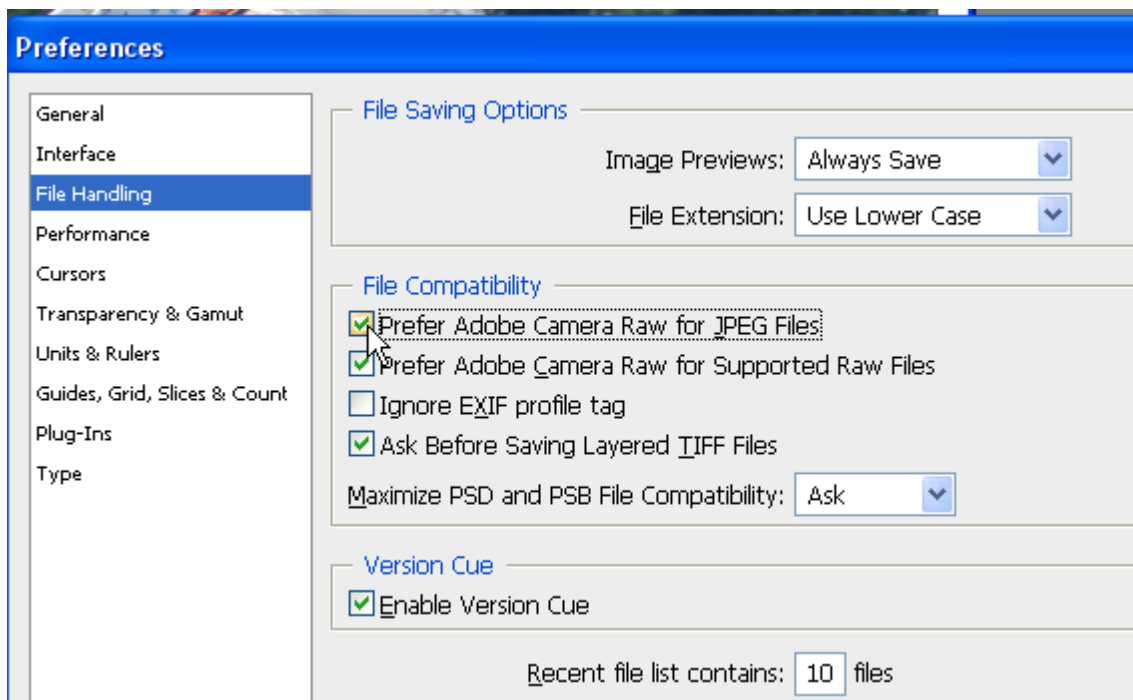 Preferences
General
Interface
File Handling
Performance
Cursors
Transparency & Gamut
Units & Rulers
Guides, Grid, Slices & Count
Plug-Ins
Type
File Saving Options
Image Previews: Always Save
File Extension: Use Lower Case
File Compatibility
Prefer Adobe Camera Raw for JPEG Files
Prefer Adobe Camera Raw for Supported Raw Files
Ignore EXIF profile tag
Ask Before Saving Layered TIFF Files
Maximize PSD and PSB File Compatibility: Ask
Version Cue
Enable Version Cue
Recent file list contains: 10 files